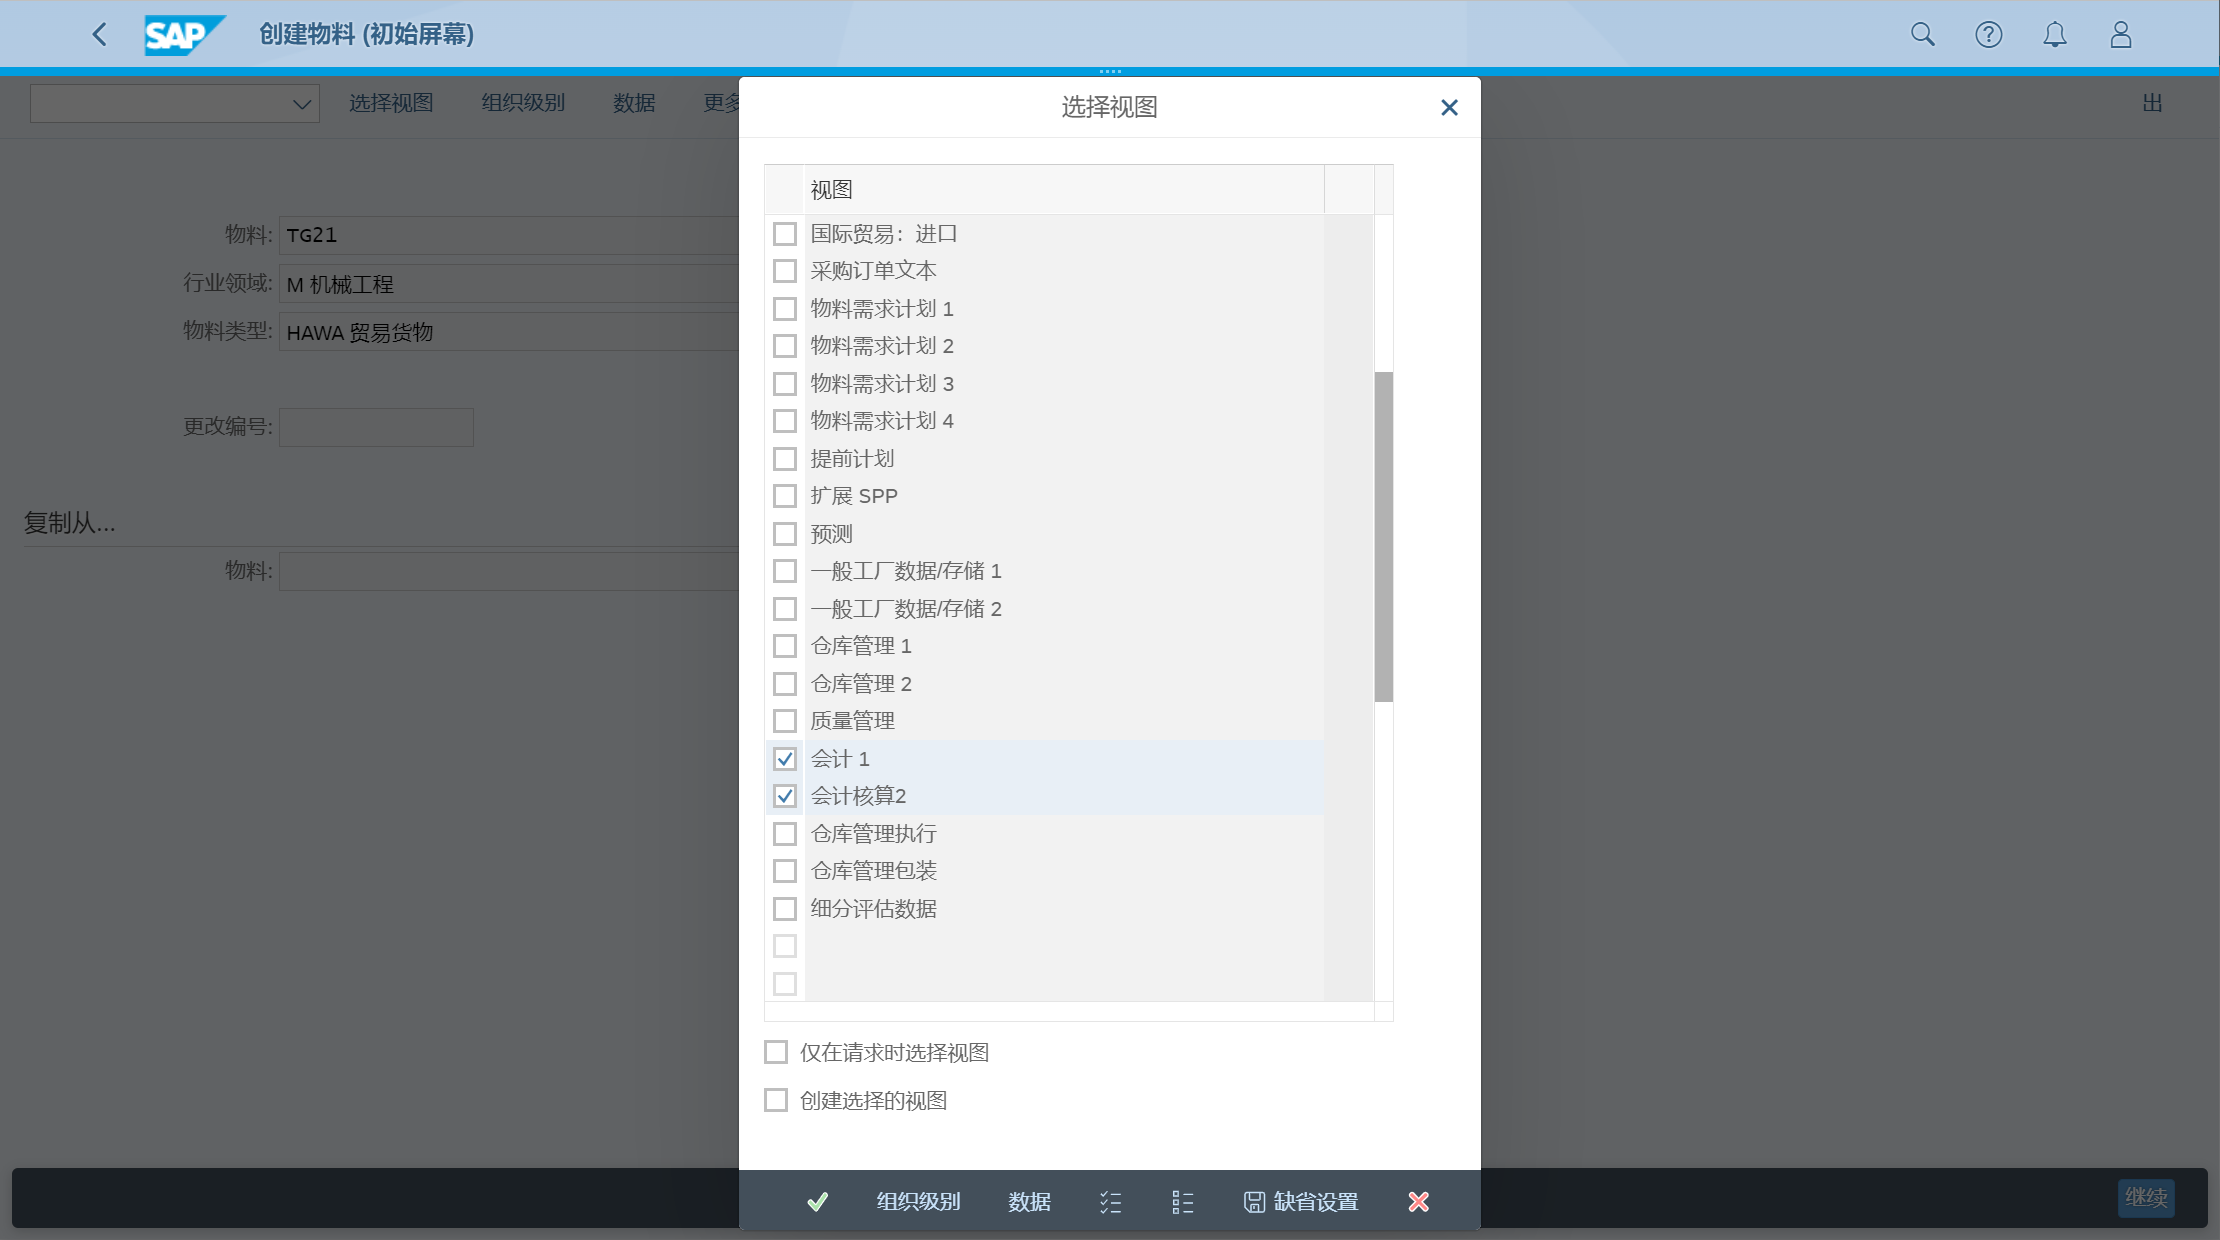 SAP 创建物料 (初始屏幕)
选择视图 组织级别 数据 更多
出
选择视图
视图
国际贸易：进口
采购订单文本
物料需求计划 1
物料需求计划 2
物料需求计划 3
物料需求计划 4
提前计划
扩展 SPP
预测
一般工厂数据/存储 1
一般工厂数据/存储 2
仓库管理 1
仓库管理 2
质量管理
会计 1
会计核算2
仓库管理执行
仓库管理包装
细分评估数据
仅在请求时选择视图
创建选择的视图
组织级别 数据 缺省设置
物料: TG21
行业领域: M 机械工程
物料类型: HAWA 贸易货物
更改编号:
复制从...
物料:
继续